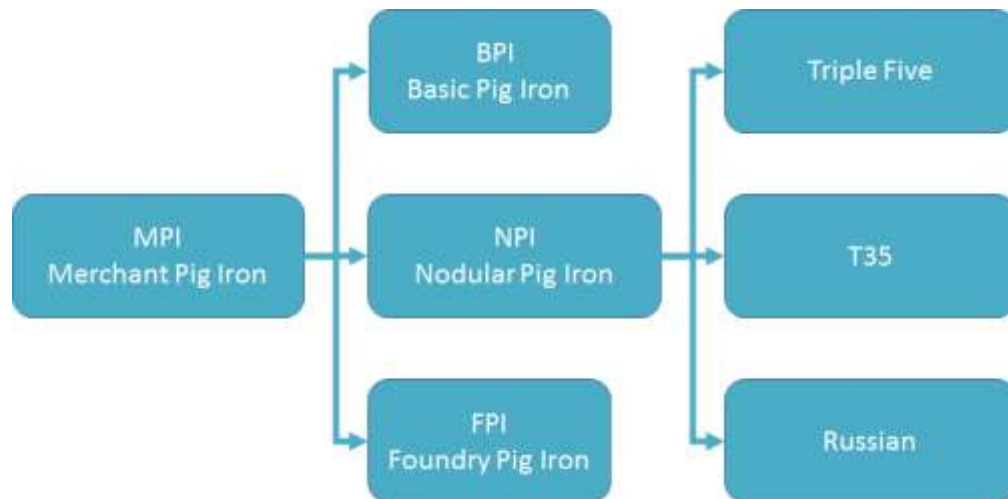 BPI
Basic Pig Iron
Triple Five
MPI
Merchant Pig Iron
NPI
Nodular Pig Iron
T35
FPI
Foundry Pig Iron
Russian